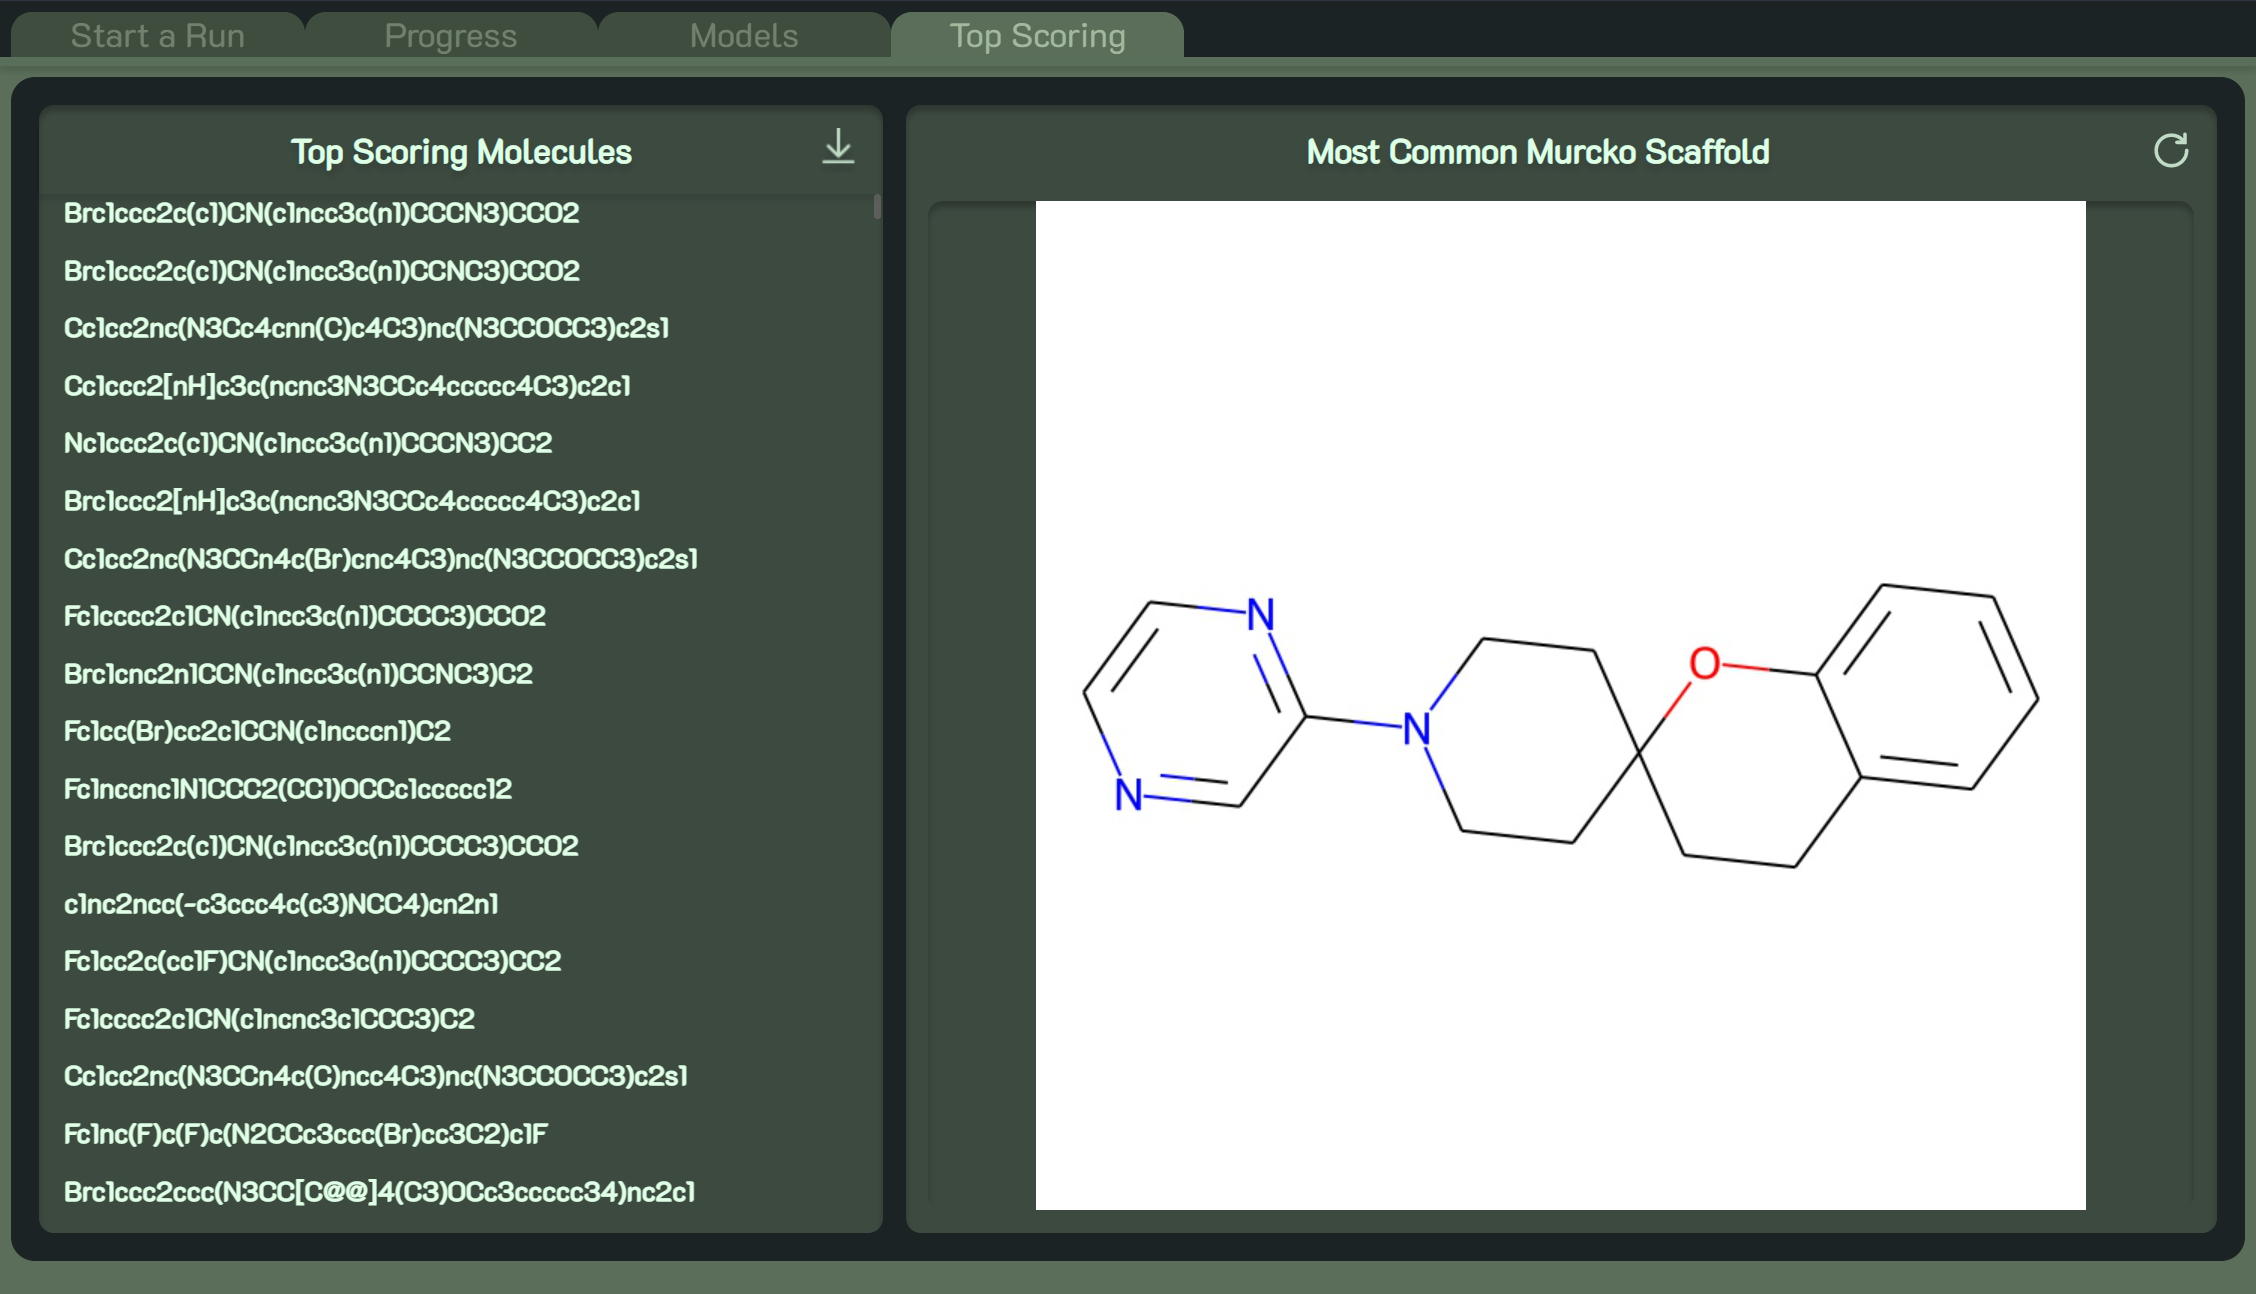 Start a Run
Progress
Models
Top Scoring
Top Scoring Molecules
Brc1ccc2c(c1)CN(c1ncc3c(n1)CCCN3)CCO2
Brc1ccc2c(c1)CN(c1ncc3c(n1)CCNC3)CCO2
Cc1cc2nc(N3Cc4cnn(C)c4C3)nc(N3CCOCC3)c2s1
Cc1ccc2[nH]c3c(ncnc3N3CCc4ccccc4C3)c2c1
Nc1ccc2c(c1)CN(c1ncc3c(n1)CCCN3)CC2
Brc1ccc2[nH]c3c(ncnc3N3CCc4ccccc4C3)c2c1
Cc1cc2nc(N3CCn4c(Br)cnc4C3)nc(N3CCOCC3)c2s1
Fc1cccc2c1CN(c1ncc3c(n1)CCCC3)CCO2
Brc1cnc2n1CCN(c1ncc3c(n1)CCNC3)C2
Fc1cc(Br)cc2c1CCN(c1ncccn1)C2
Fc1nccnc1N1CCC2(CC1)OCCc1ccccc12
Brc1ccc2c(c1)CN(c1ncc3c(n1)CCCC3)CCO2
c1nc2ncc(-c3ccc4c(c3)NCC4)cn2n1
Fc1cc2c(cc1F)CN(c1ncc3c(n1)CCCC3)CC2
Fc1cccc2c1CN(c1ncnc3c1CCC3)C2
Cc1cc2nc(N3CCn4c(C)ncc4C3)nc(N3CCOCC3)c2s1
Fc1nc(F)c(F)c(N2CCc3ccc(Br)cc3C2)c1F
Brc1ccc2ccc(N3CC[C@@]4(C3)OCc3ccccc34)nc2c1
Most Common Murcko Scaffold
N
N
N
O